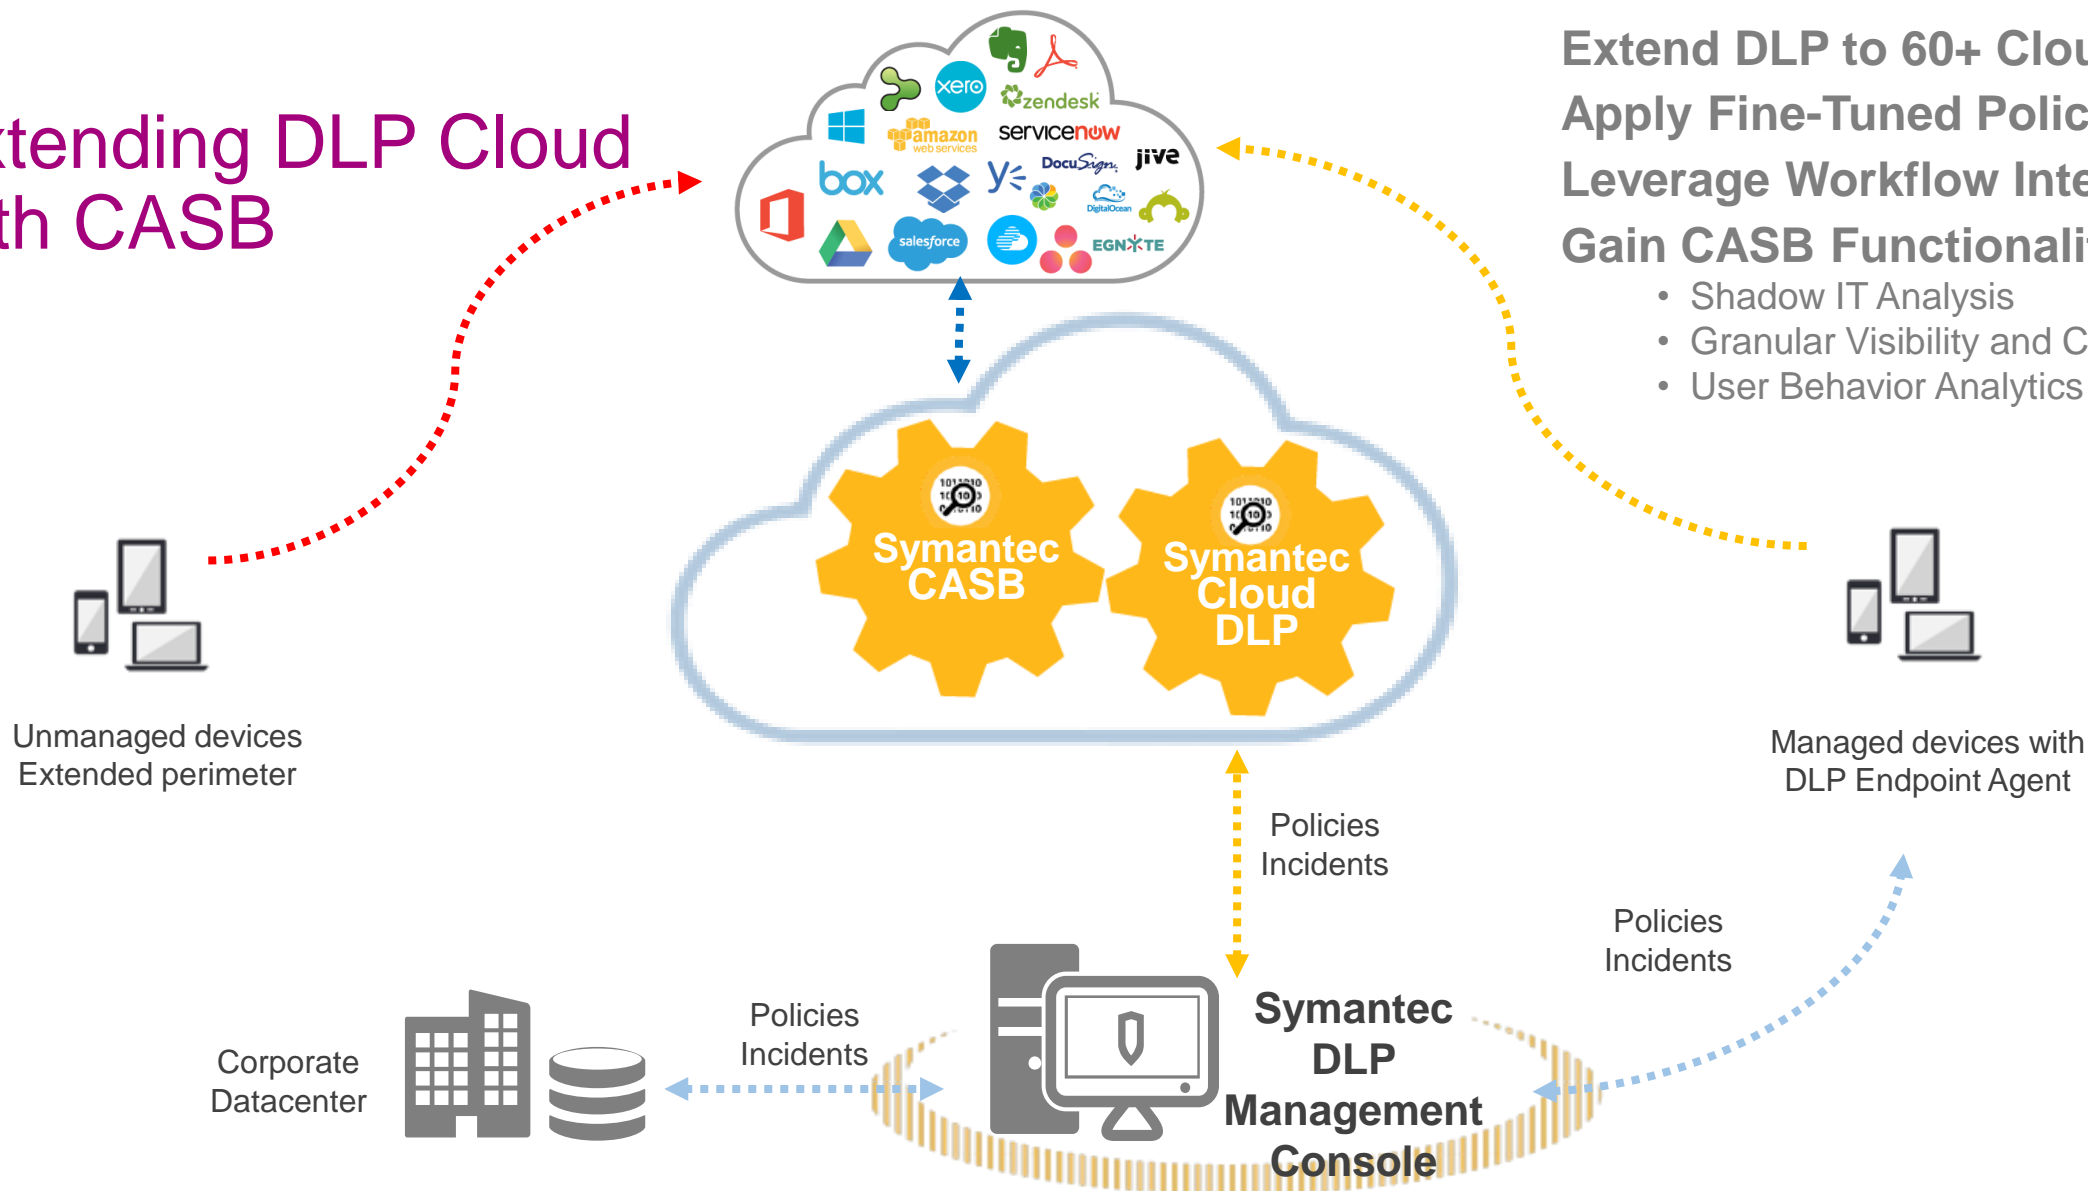 xtending DLP Cloud
th CASB
Extend DLP to 60+ Clou
Apply Fine-Tuned Polic
Leverage Workflow Inte
Gain CASB Functionali
• Shadow IT Analysis
• Granular Visibility and C
• User Behavior Analytics
xero
zendesk
amazon
web services
servicenow
box
DocuSign
jive
DigitalOcean
salesforce
EGNYTE
Symantec
CASB
Symantec
Cloud
DLP
Unmanaged devices
Extended perimeter
Managed devices with
DLP Endpoint Agent
Policies
Incidents
Policies
Incidents
Policies
Incidents
Corporate
Datacenter
Symantec
DLP
Management
Console